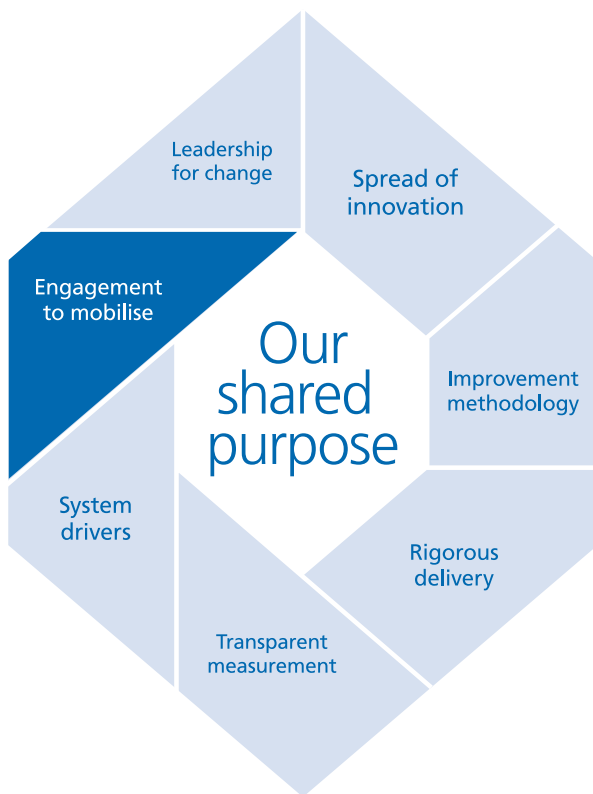 Leadership
for change
Spread of
innovation
Engagement
to mobilise
Our
shared
purpose
Improvement
methodology
System
drivers
Rigorous
delivery
Transparent
measurement